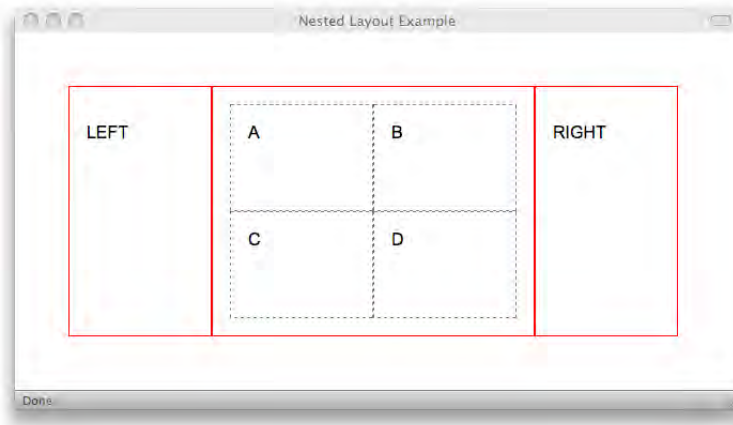 Nested Layout Example
LEFT
A
B
RIGHT
C
D
Done